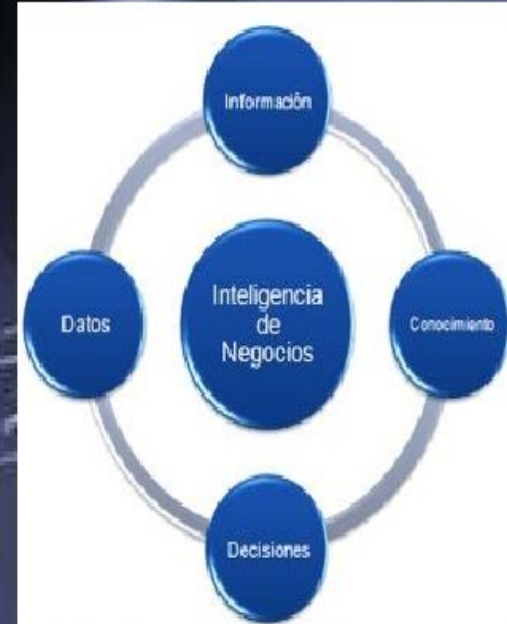 Información
Datos
Inteligencia
de
Negocios
Conocimiento
Decisiones